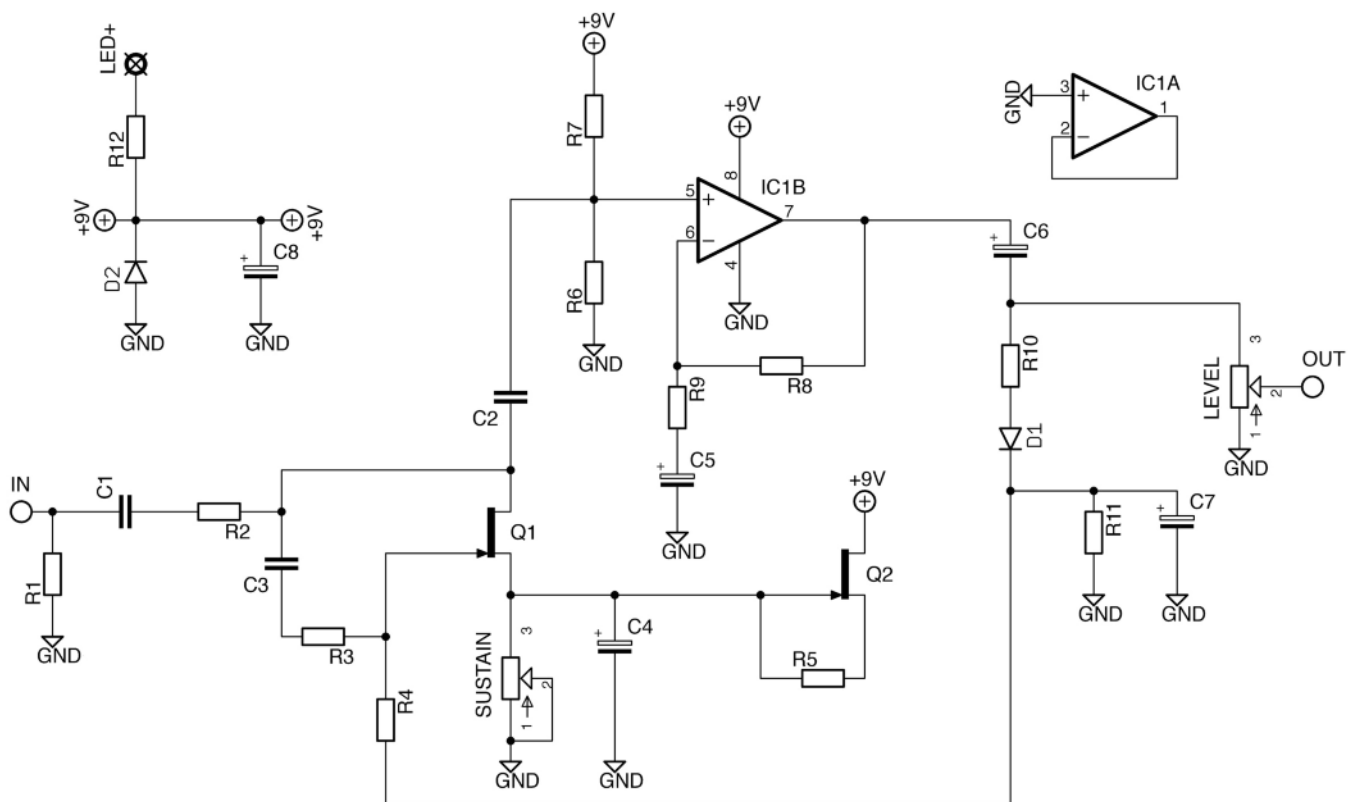 LED+
R12
+9V
+9V
D2
C8
+
GND
GND
+9V
R7
R6
GND
+9V
5
+
6
−
8
4
7
IC1B
GND
GND
3
+
2
−
1
IC1A
R8
R9
C5
+
GND
C6
+
R10
D1
3
LEVEL
2
1
OUT
GND
R11
C7
+
GND
GND
C2
IN
C1
R2
R1
GND
C3
R3
R4
Q1
3
SUSTAIN
2
1
GND
C4
+
GND
+9V
Q2
R5